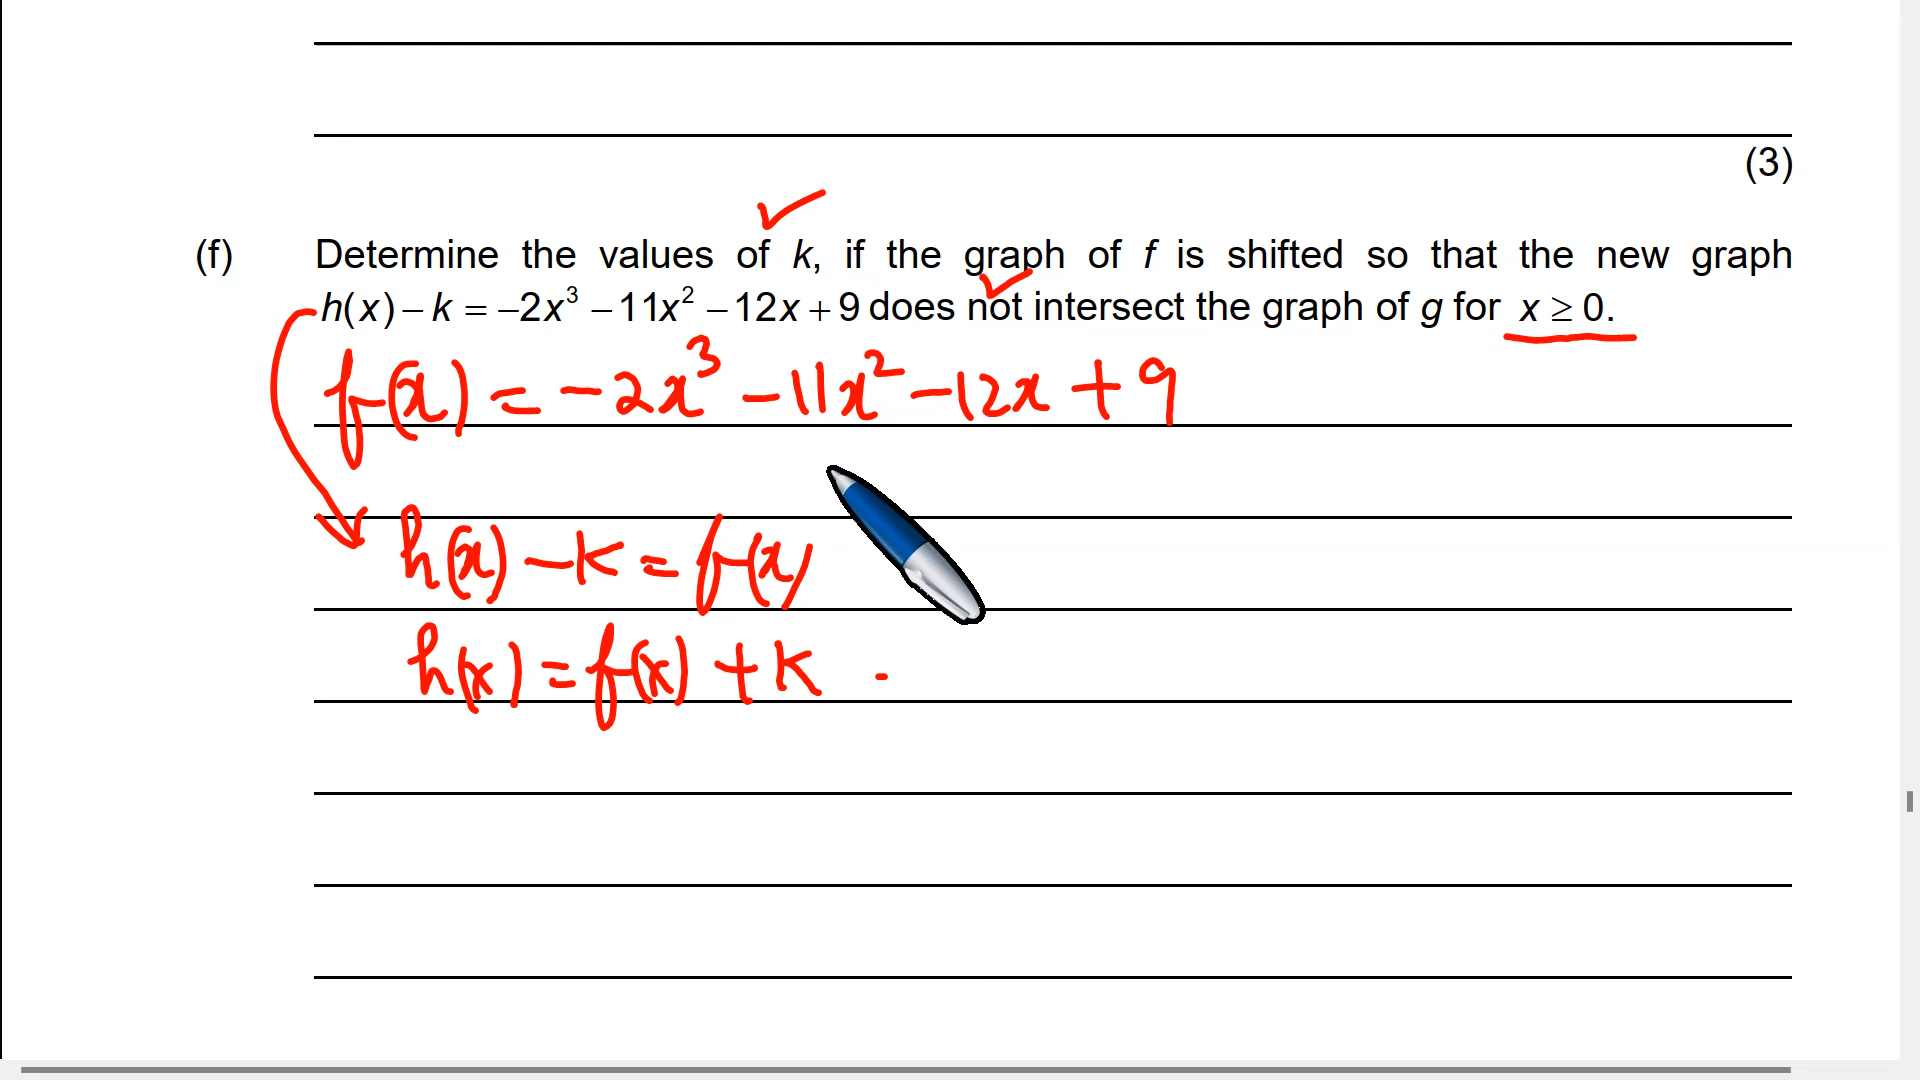 (3)
(f) Determine the values of k, if the graph of f is shifted so that the new graph
h(x) – k = –2x³ – 11x² – 12x + 9 does not intersect the graph of g for x ≥ 0.
f(x) = -2x³ - 11x² - 12x + 9
h(x) - k = f(x)
h(x) = f(x) + k -